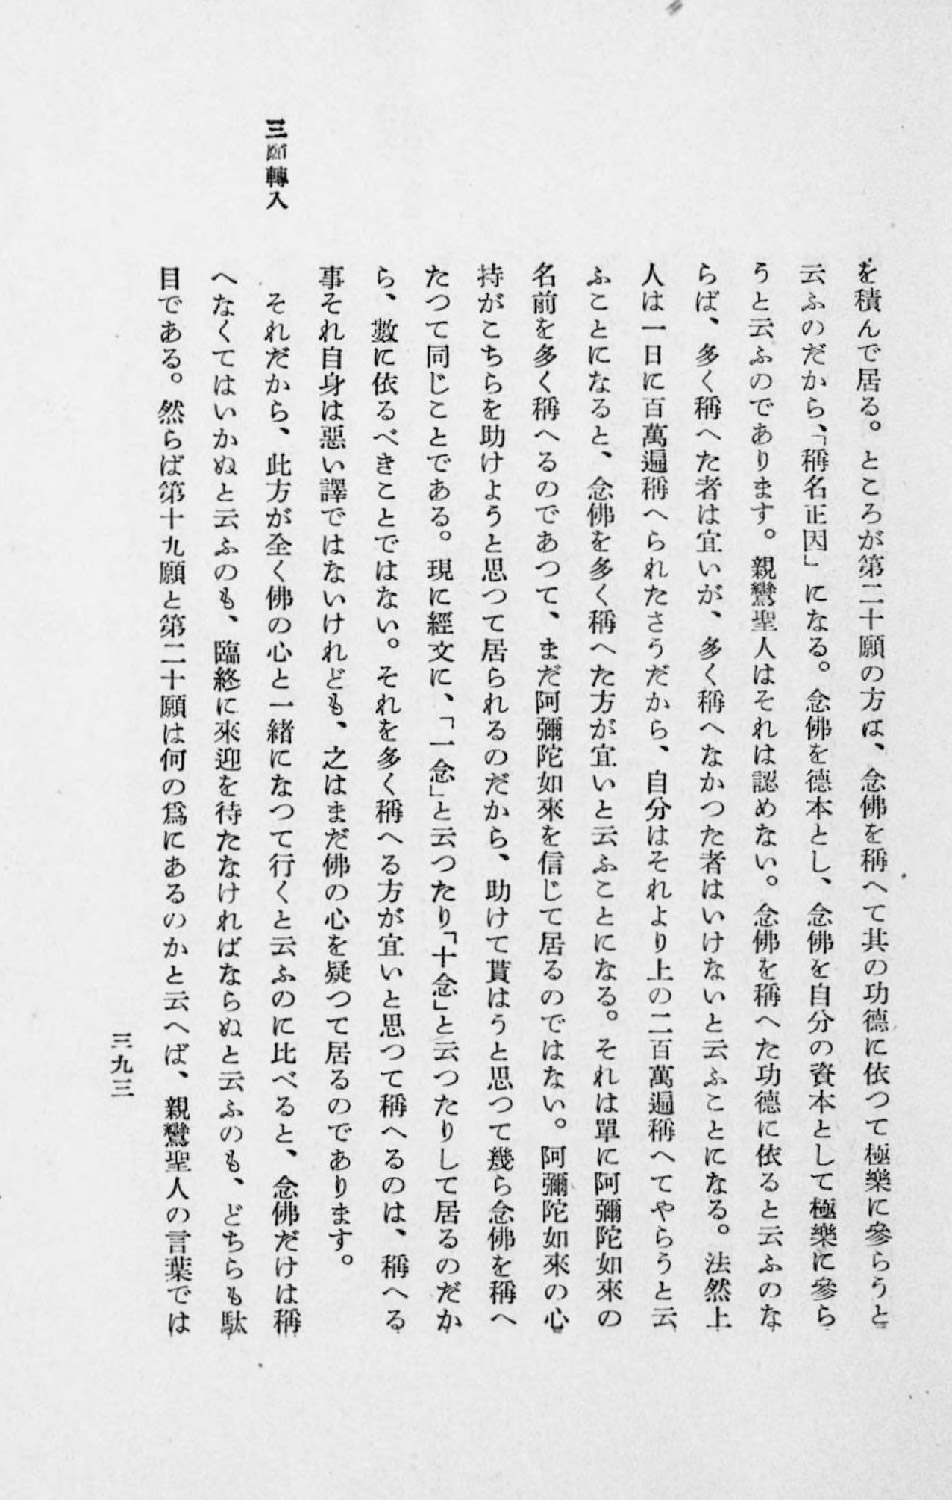 三願轉入
を積んで居る。ところが第二十願の方は、念佛を稱へて其の功德に依つて極樂に參らうと
云ふのだから、「稱名正因」になる。念佛を德本とし、念佛を自分の資本として極樂に參ら
うと云ふのであります。親鸞聖人はそれは認めない。念佛を稱へた功德に依ると云ふのな
らば、多く稱へた者は宜いが、多く稱へなかつた者はいけないと云ふことになる。法然上
人は一日に百萬遍稱へられたさうだから、自分はそれより上の二百萬遍稱へてやらうと云
ふことになると、念佛を多く稱へた方が宜いと云ふことになる。それは單に阿彌陀如來の
名前を多く稱へるのであつて、まだ阿彌陀如來を信じて居るのではない。阿彌陀如來の心
持がこちらを助けようと思つて居られるのだから、助けて貰はうと思つて幾ら念佛を稱へ
たつて同じことである。現に經文に、「一念」と云つたり「十念」と云つたりして居るのだか
ら、數に依るべきことではない。それを多く稱へる方が宜いと思つて稱へるのは、稱へる
事それ自身は惡い譯ではないけれども、之はまだ佛の心を疑つて居るのであります。
それだから、此方が全く佛の心と一緒になつて行くと云ふのに比べると、念佛だけは稱
へなくてはいかぬと云ふのも、臨終に來迎を待たなければならぬと云ふのも、どちらも駄
目である。然らば第十九願と第二十願は何の爲にあるのかと云へば、親鸞聖人の言葉では
三九三